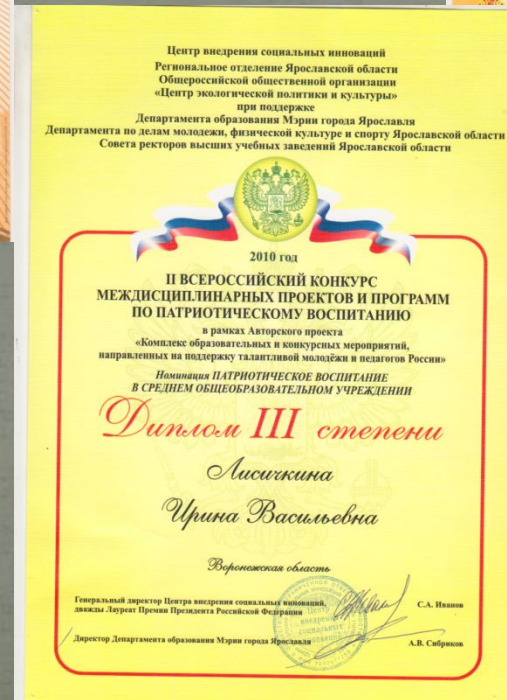 Центр внедрения социальных инноваций
Региональное отделение Ярославской области
Общероссийской общественной организации
«Центр экологической политики и культуры»
при поддержке
Департамента образования Мэрии города Ярославля
Департамента по делам молодежи, физической культуре и спорту Ярославской области
Совета ректоров высших учебных заведений Ярославской области
2010 год
II ВСЕРОССИЙСКИЙ КОНКУРС
МЕЖДИСЦИПЛИНАРНЫХ ПРОЕКТОВ И ПРОГРАММ
ПО ПАТРИОТИЧЕСКОМУ ВОСПИТАНИЮ
в рамках Авторского проекта
«Комплекс образовательных и конкурсных мероприятий,
направленных на поддержку талантливой молодёжи и педагогов России»
Номинация ПАТРИОТИЧЕСКОЕ ВОСПИТАНИЕ
В СРЕДНЕМ ОБЩЕОБРАЗОВАТЕЛЬНОМ УЧРЕЖДЕНИИ
Диплом III степени
Лисичкина
Ирина Васильевна
Воронежская область
Генеральный директор Центра внедрения социальных инноваций,
дважды Лауреат Премии Президента Российской Федерации
С.А. Иванов
Директор Департамента образования Мэрии города Ярославля
А.В. Сибриков
Центр
внедрения
социальных